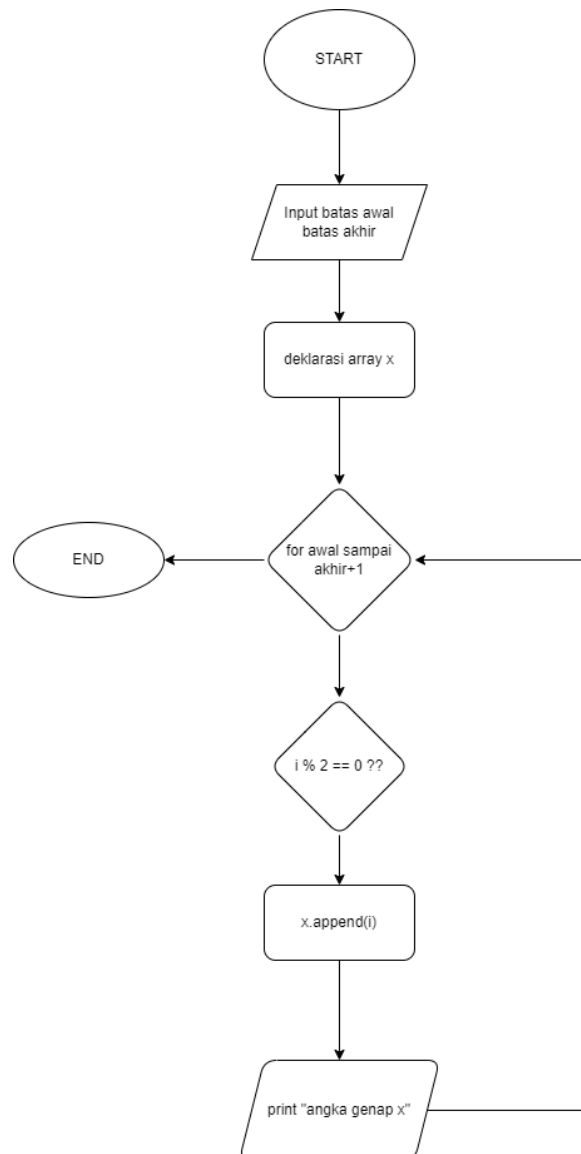 START
Input batas awal
batas akhir
deklarasi array x
for awal sampai
akhir+1
END
i % 2 == 0 ??
x.append(i)
print "angka genap x"